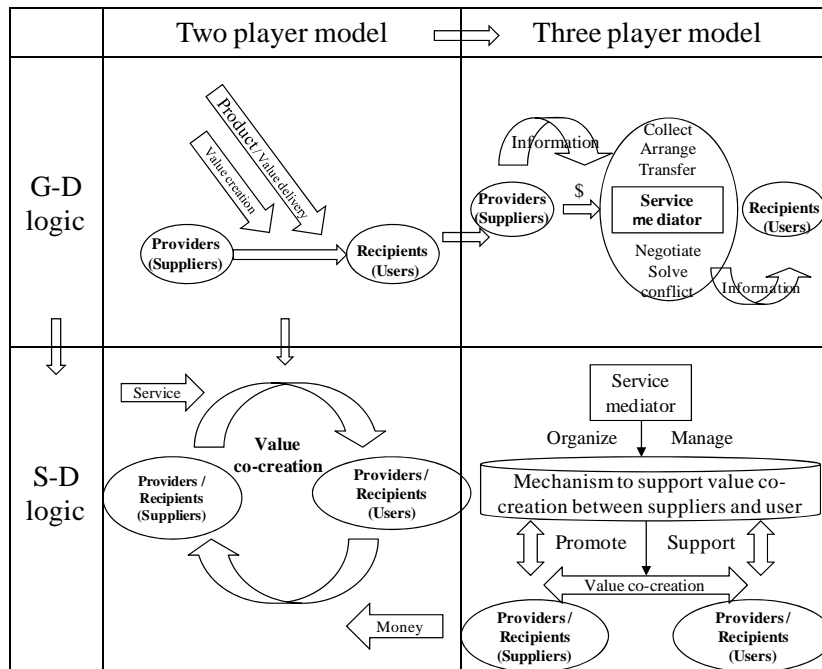 Two player model
Three player model
G-D
logic
Product / Value delivery
Value creation
Providers
(Suppliers)
Recipients
(Users)
Information
Collect
Arrange
Transfer
Providers
(Suppliers)
$
Service
mediator
Recipients
(Users)
Negotiate
Solve
conflict
Information
S-D
logic
Service
Value
co-creation
Providers /
Recipients
(Suppliers)
Providers /
Recipients
(Users)
Money
Service
mediator
Organize
Manage
Mechanism to support value co-
creation between suppliers and user
Promote
Support
Value co-creation
Providers/
Recipients
(Suppliers)
Providers/
Recipients
(Users)